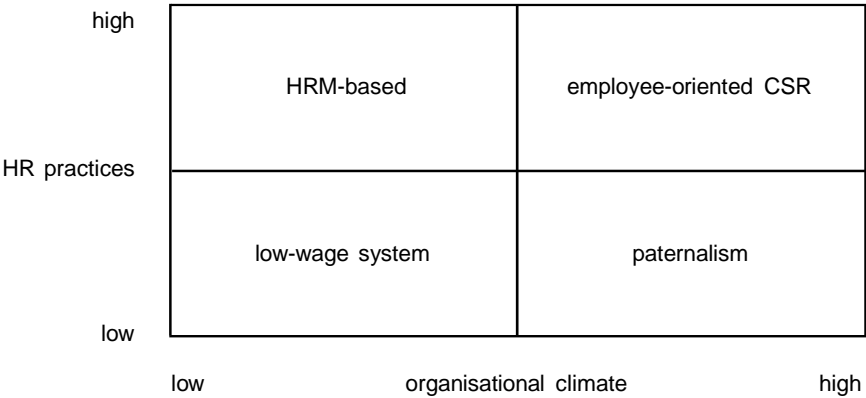 high
HRM-based
employee-oriented CSR
HR practices
low-wage system
paternalism
low
low
organisational climate
high